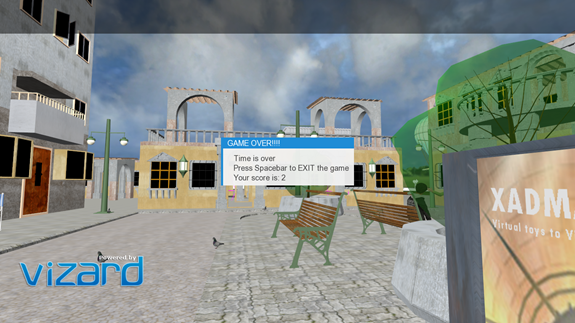 GAME OVER!!!!
Time is over
Press Spacebar to EXIT the game
Your score is: 2
XADM
Virtual toys to V
Powered by
vizard